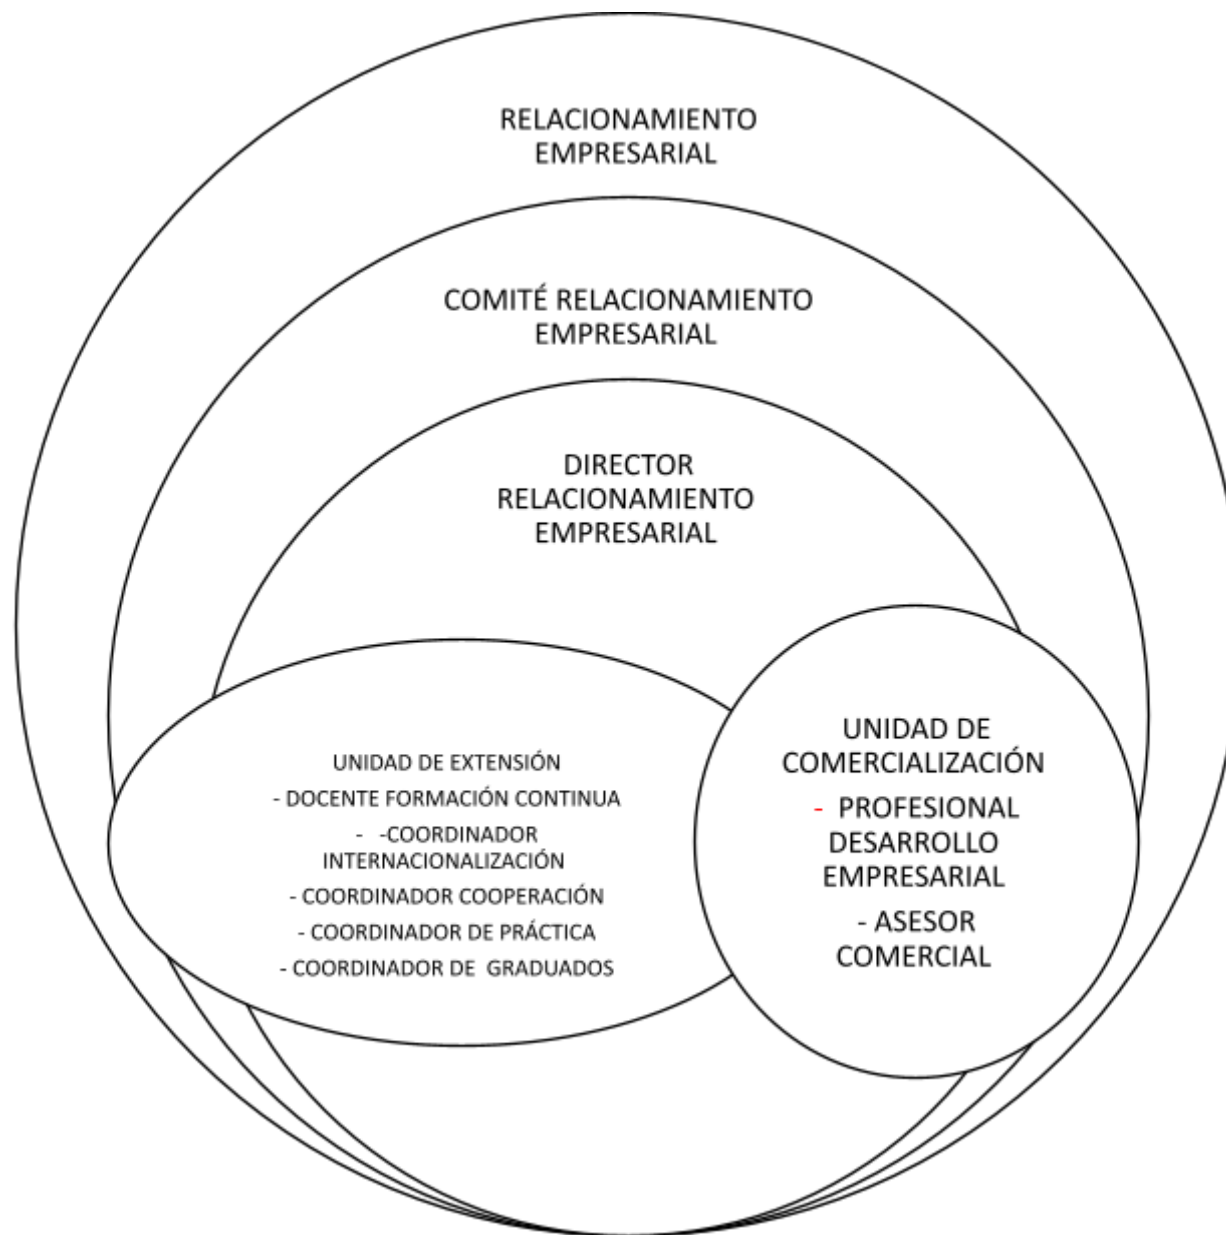 RELACIONAMIENTO
EMPRESARIAL
COMITÉ RELACIONAMIENTO
EMPRESARIAL
DIRECTOR
RELACIONAMIENTO
EMPRESARIAL
UNIDAD DE EXTENSIÓN
- DOCENTE FORMACIÓN CONTINUA
- -COORDINADOR
INTERNACIONALIZACIÓN
- COORDINADOR COOPERACIÓN
- COORDINADOR DE PRÁCTICA
- COORDINADOR DE GRADUADOS
UNIDAD DE
COMERCIALIZACIÓN
- PROFESIONAL
DESARROLLO
EMPRESARIAL
- ASESOR
COMERCIAL